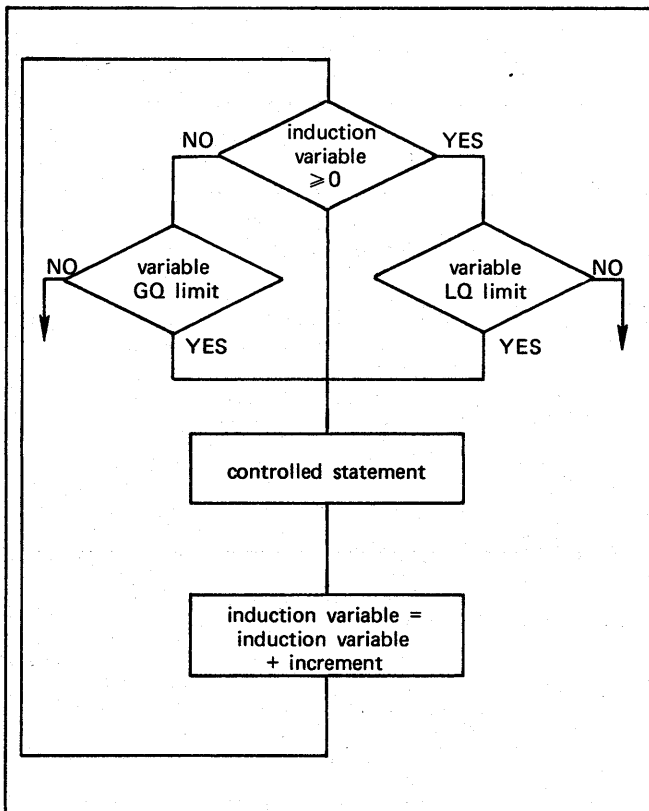 induction
variable
≥0
NO
YES
variable
GQ limit
NO
YES
variable
LQ limit
NO
YES
controlled statement
induction variable =
induction variable
+ increment